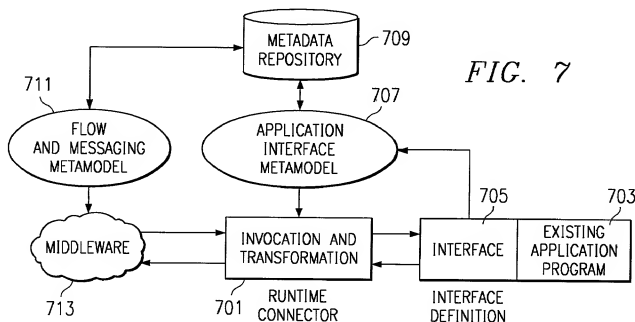 METADATA
REPOSITORY
709
FIG. 7
711
707
FLOW
AND MESSAGING
METAMODEL
APPLICATION
INTERFACE
METAMODEL
705
703
MIDDLEWARE
INVOCATION AND
TRANSFORMATION
INTERFACE
EXISTING
APPLICATION
PROGRAM
713
701
RUNTIME
CONNECTOR
INTERFACE
DEFINITION